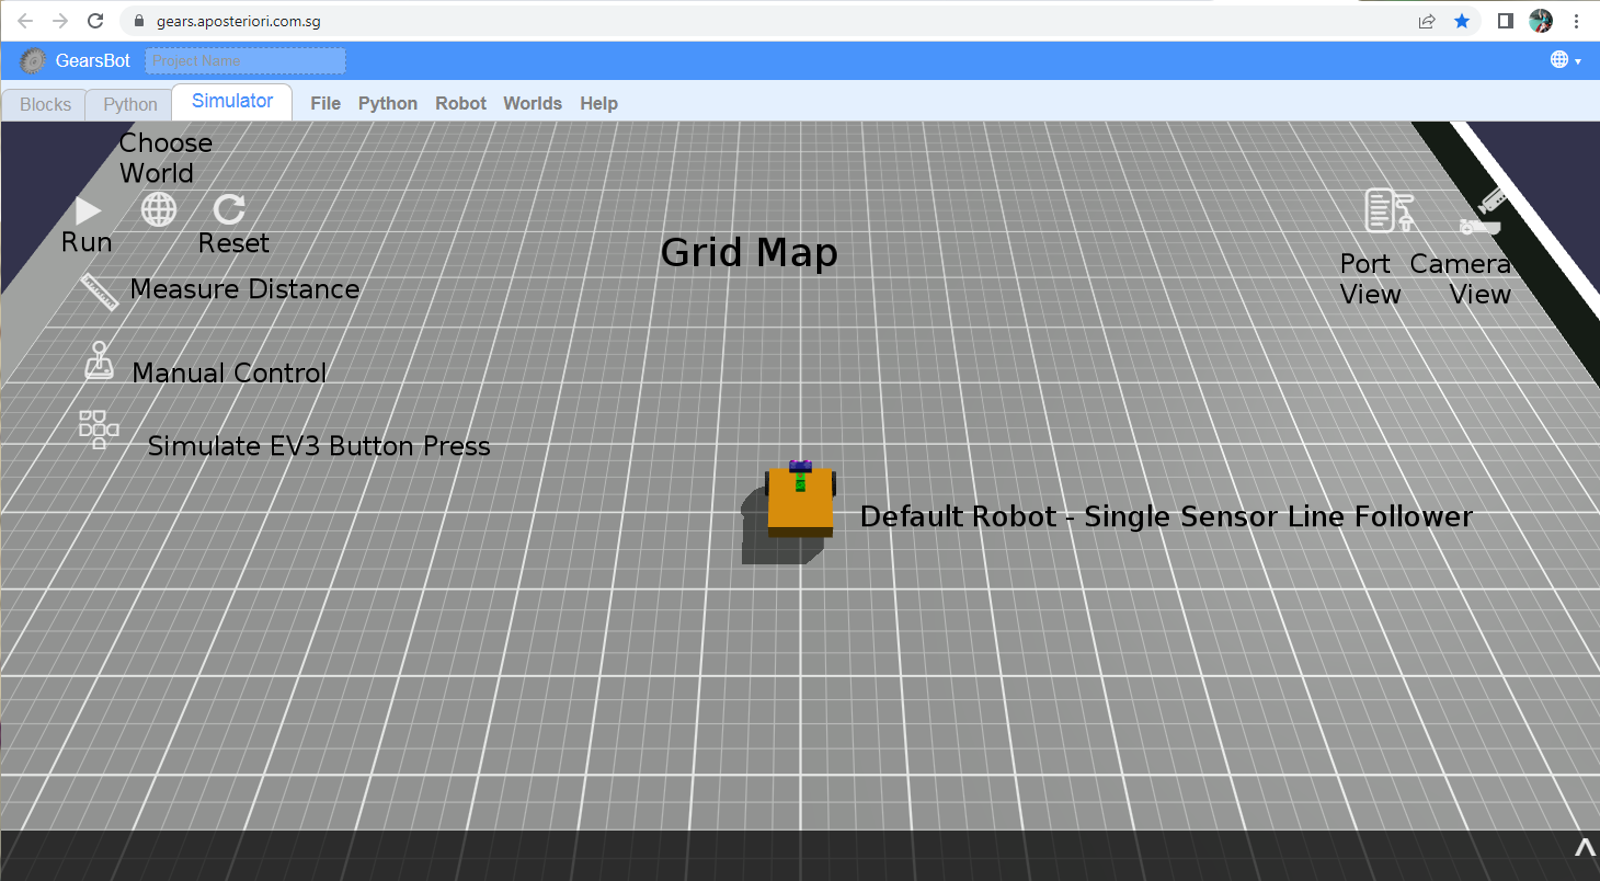 gears.aposteriori.com.sg
GearsBot Project Name
Blocks Python Simulator File Python Robot Worlds Help
Choose
World
Run
Reset
Measure Distance
Manual Control
Simulate EV3 Button Press
Grid Map
Port
View
Camera
View
Default Robot - Single Sensor Line Follower